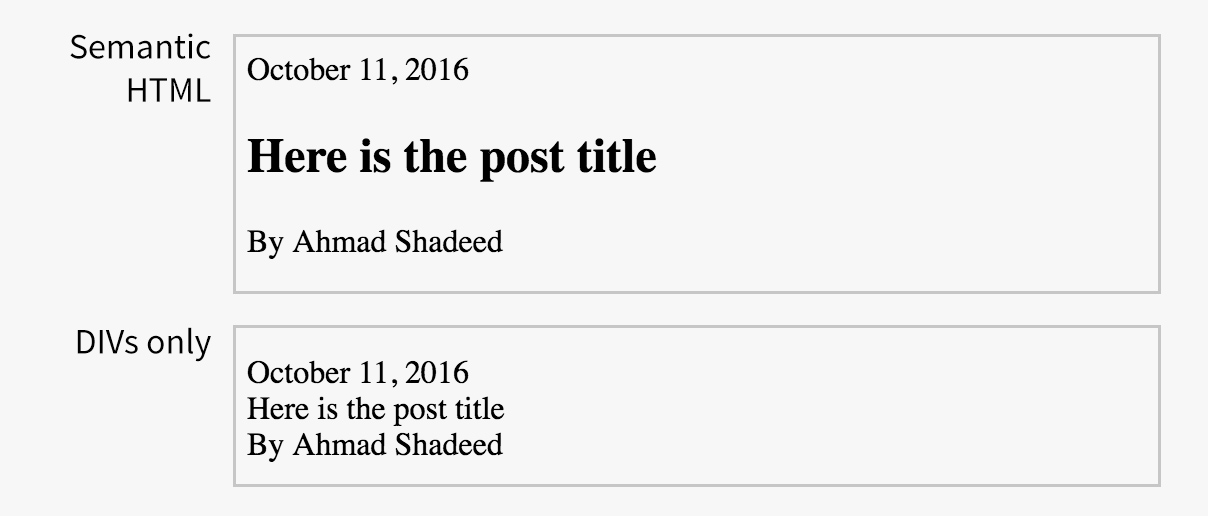 Semantic
HTML
October 11, 2016
Here is the post title
By Ahmad Shadeed
DIVs only
October 11, 2016
Here is the post title
By Ahmad Shadeed